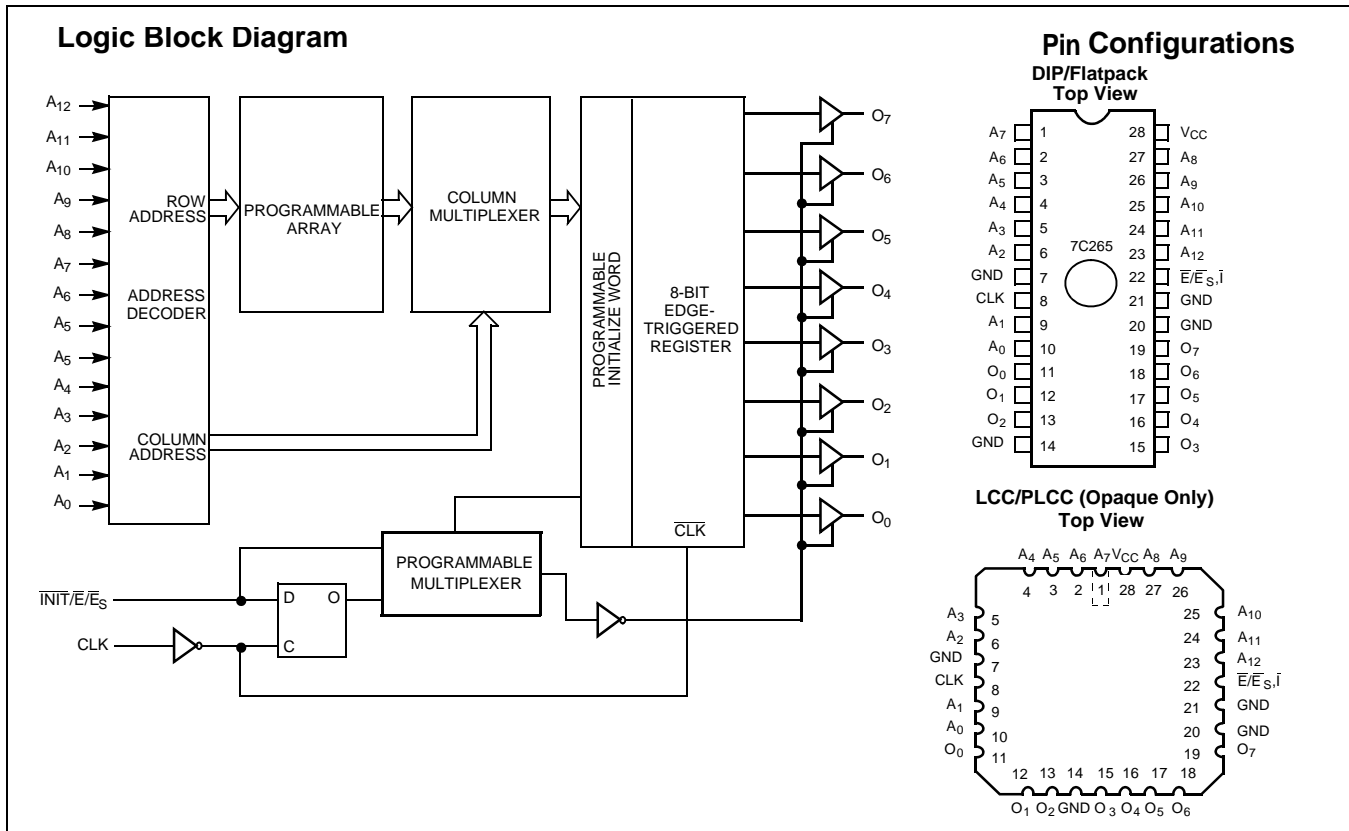 Logic Block Diagram
A12
A11
A10
A9
A8
A7
A6
A5
A5
A4
A3
A2
A1
A0
ROW
ADDRESS
ADDRESS
DECODER
COLUMN
ADDRESS
PROGRAMMABLE
ARRAY
COLUMN
MULTIPLEXER
PROGRAMMABLE
INITIALIZE WORD
8-BIT
EDGE-
TRIGGERED
REGISTER
CLK
O7
O6
O5
O4
O3
O2
O1
O0
INIT/E/ES
CLK
D O
C
PROGRAMMABLE
MULTIPLEXER
Pin Configurations
DIP/Flatpack
Top View
7C265
A7 1 28 VCC
A6 2 27 A8
A5 3 26 A9
A4 4 25 A10
A3 5 24 A11
A2 6 23 A12
GND 7 22 E/ES,I
CLK 8 21 GND
A1 9 20 GND
A0 10 19 O7
O0 11 18 O6
O1 12 17 O5
O2 13 16 O4
GND 14 15 O3
LCC/PLCC (Opaque Only)
Top View
A4 A5 A6 A7 VCC A8 A9
4 3 2 1 28 27 26
A3 5 25 A10
A2 6 24 A11
GND 7 23 A12
CLK 8 22 E/ES,I
A1 9 21 GND
A0 10 20 GND
O0 11 19 O7
12 13 14 15 16 17 18
O1 O2 GND O3 O4 O5 O6